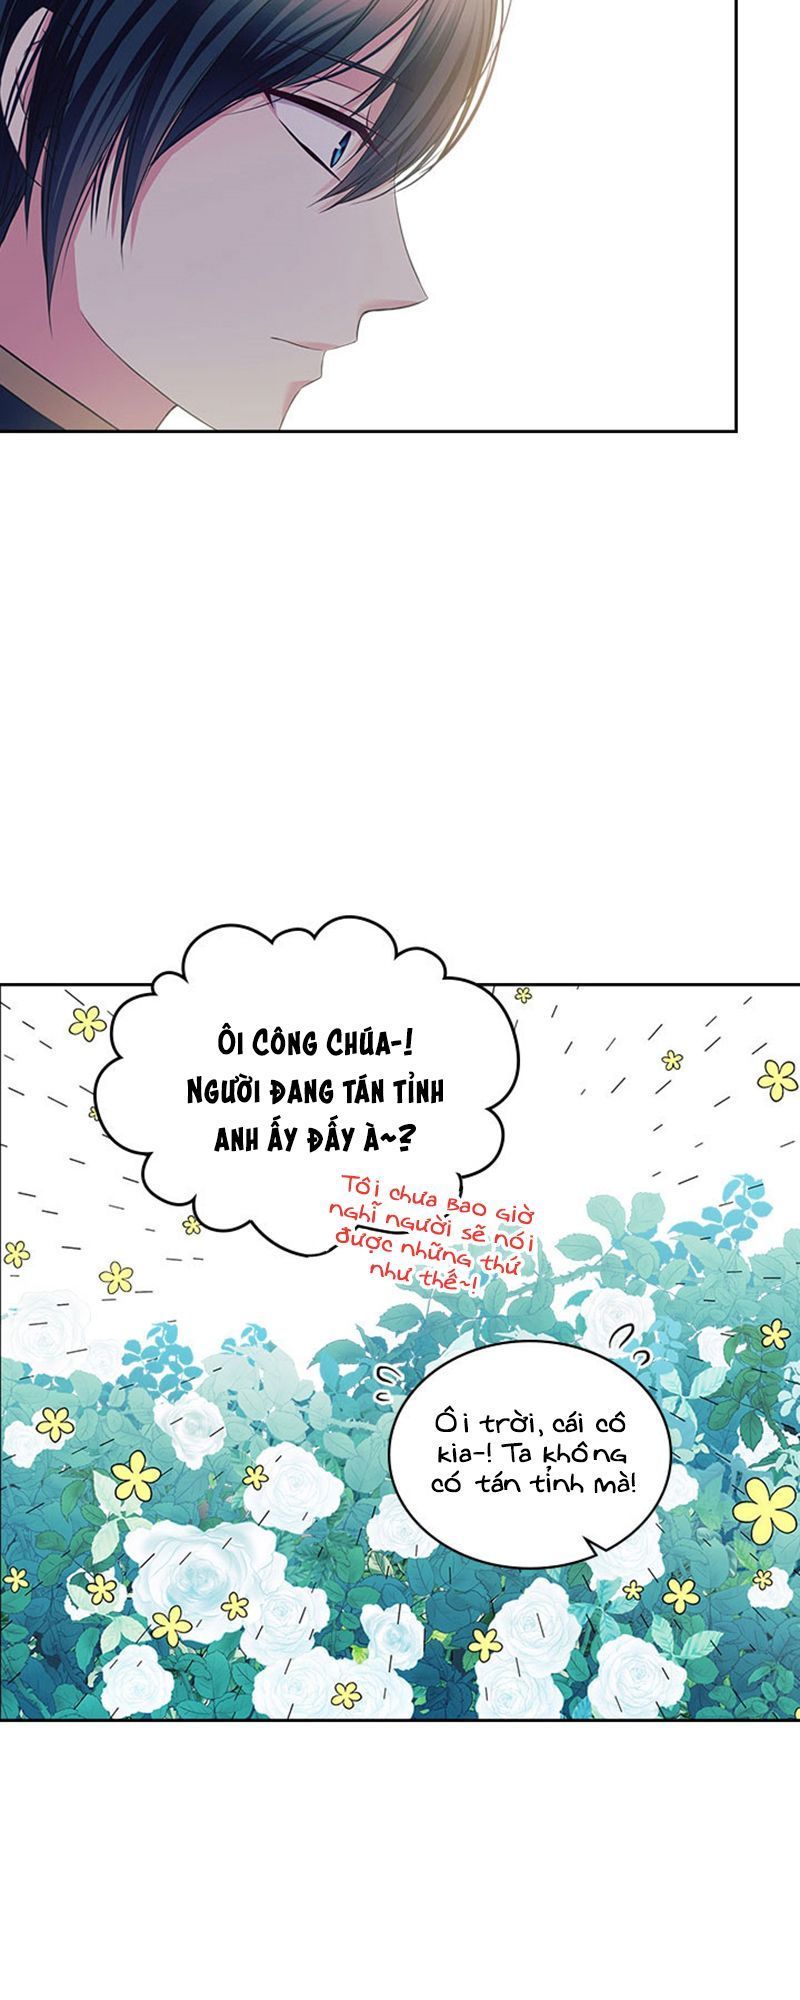 Ôi Công Chúa-!
Người đang tán tỉnh
anh ấy đấy à~?
Tôi chưa bao giờ
nghĩ người sẽ nói
được những thứ
như thế~!
Ôi trời, cái cô
kia-! Ta không
có tán tỉnh mà!